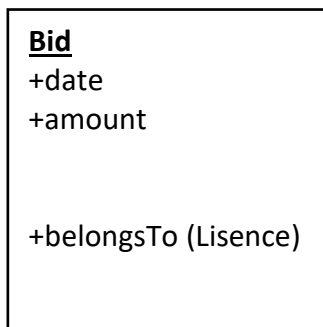 Bid
+date
+amount
+belongsTo (Lisence)